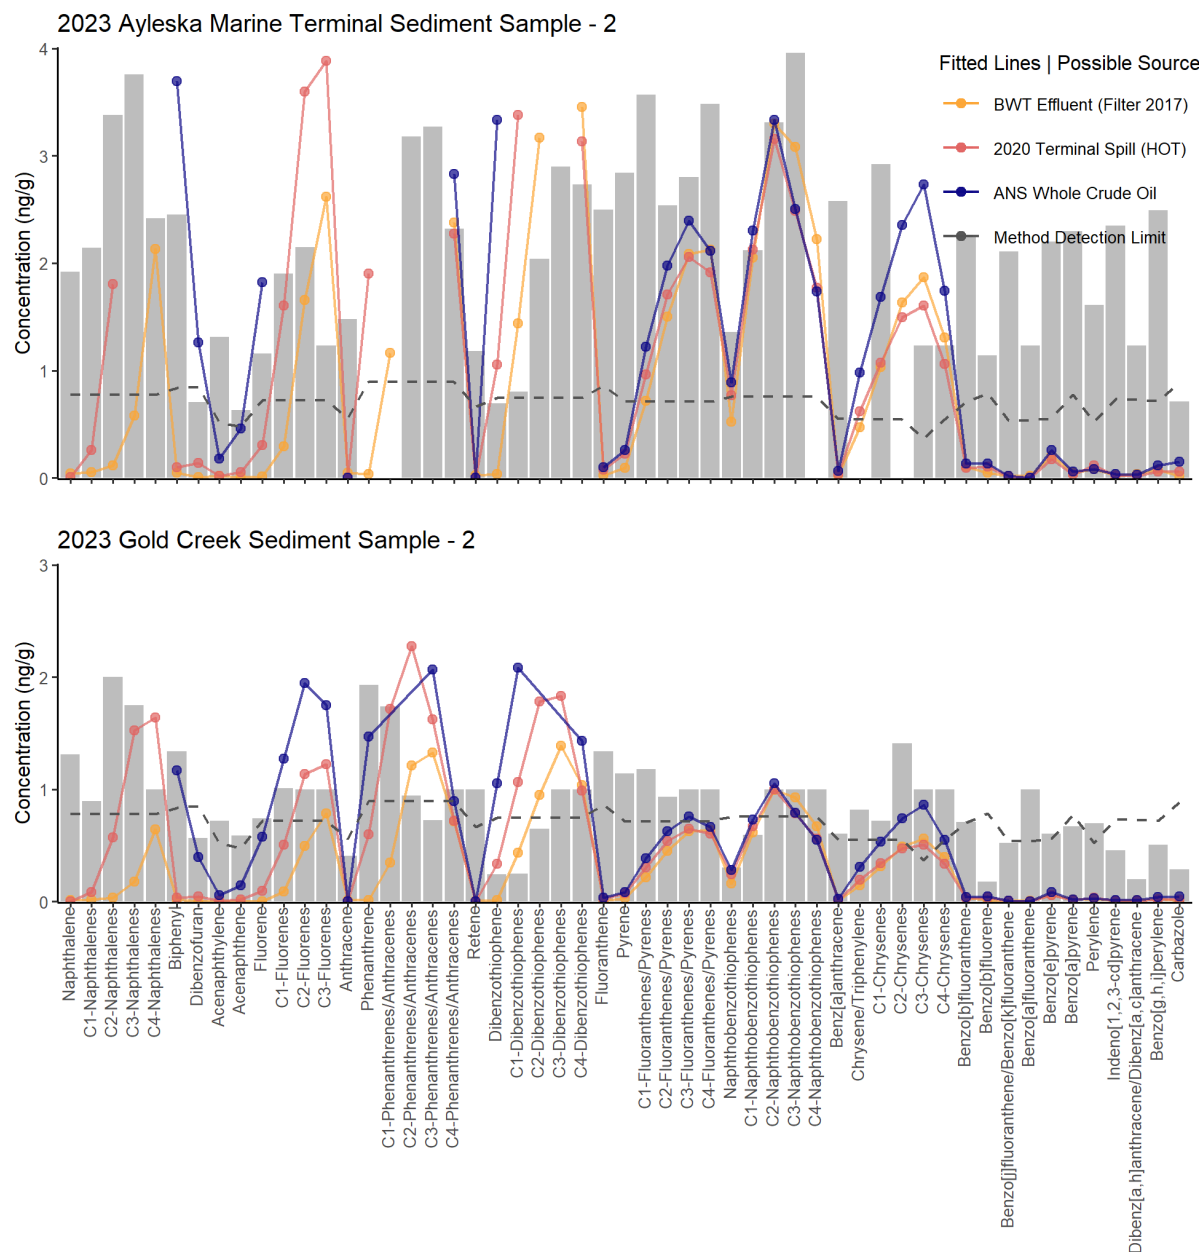 2023 Ayleska Marine Terminal Sediment Sample - 2
Concentration (ng/g)
4
3
2
1
0
Fitted Lines | Possible Source
BWT Effluent (Filter 2017)
2020 Terminal Spill (HOT)
ANS Whole Crude Oil
Method Detection Limit
2023 Gold Creek Sediment Sample - 2
Concentration (ng/g)
3
2
1
0
Naphthalene
C1-Naphthalenes
C2-Naphthalenes
C3-Naphthalenes
C4-Naphthalenes
Biphenyl
Dibenzofuran
Acenaphthylene
Acenaphthene
Fluorene
C1-Fluorenes
C2-Fluorenes
C3-Fluorenes
Anthracene
Phenanthrene
C1-Phenanthrenes/Anthracenes
C2-Phenanthrenes/Anthracenes
C3-Phenanthrenes/Anthracenes
C4-Phenanthrenes/Anthracenes
Retene
Dibenzothiophene
C1-Dibenzothiophenes
C2-Dibenzothiophenes
C3-Dibenzothiophenes
C4-Dibenzothiophenes
Fluoranthene
Pyrene
C1-Fluoranthenes/Pyrenes
C2-Fluoranthenes/Pyrenes
C3-Fluoranthenes/Pyrenes
C4-Fluoranthenes/Pyrenes
Naphthobenzothiophenes
C1-Naphthobenzothiophenes
C2-Naphthobenzothiophenes
C3-Naphthobenzothiophenes
C4-Naphthobenzothiophenes
Benz[a]anthracene
Chrysene/Triphenylene
C1-Chrysenes
C2-Chrysenes
C3-Chrysenes
C4-Chrysenes
Benzo[b]fluoranthene
Benzo[b]fluorene
Benzo[j]fluoranthene/Benzo[k]fluoranthene
Benzo[a]fluoranthene
Benzo[e]pyrene
Benzo[a]pyrene
Perylene
Indeno[1,2,3-cd]pyrene
Dibenz[a,h]anthracene/Dibenz[a,c]anthracene
Benzo[g,h,i]perylene
Carbazole